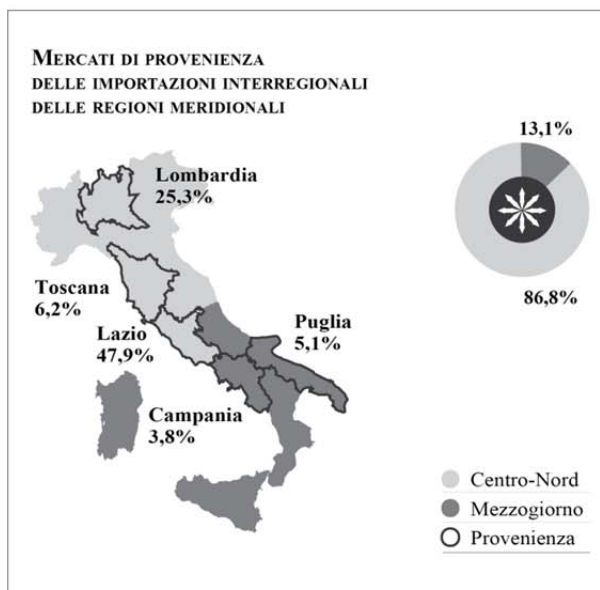 MERCATI DI PROVENIENZA
DELLE IMPORTAZIONI INTERREGIONALI
DELLE REGIONI MERIDIONALI
13,1%
86,8%
Lombardia
25,3%
Toscana
6,2%
Lazio
47,9%
Puglia
5,1%
Campania
3,8%
Centro-Nord
Mezzogiorno
Provenienza